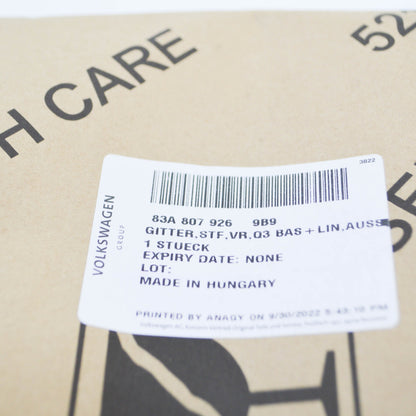 H CARE
52
3822
VOLKSWAGEN
GROUP
83A 807 926 9B9
GITTER,STF,VR,Q3 BAS+LIN,AUSS
1 STUECK
EXPIRY DATE: NONE
LOT:
MADE IN HUNGARY
PRINTED BY ANAGY ON 9/30/2022 5:43:10 PM